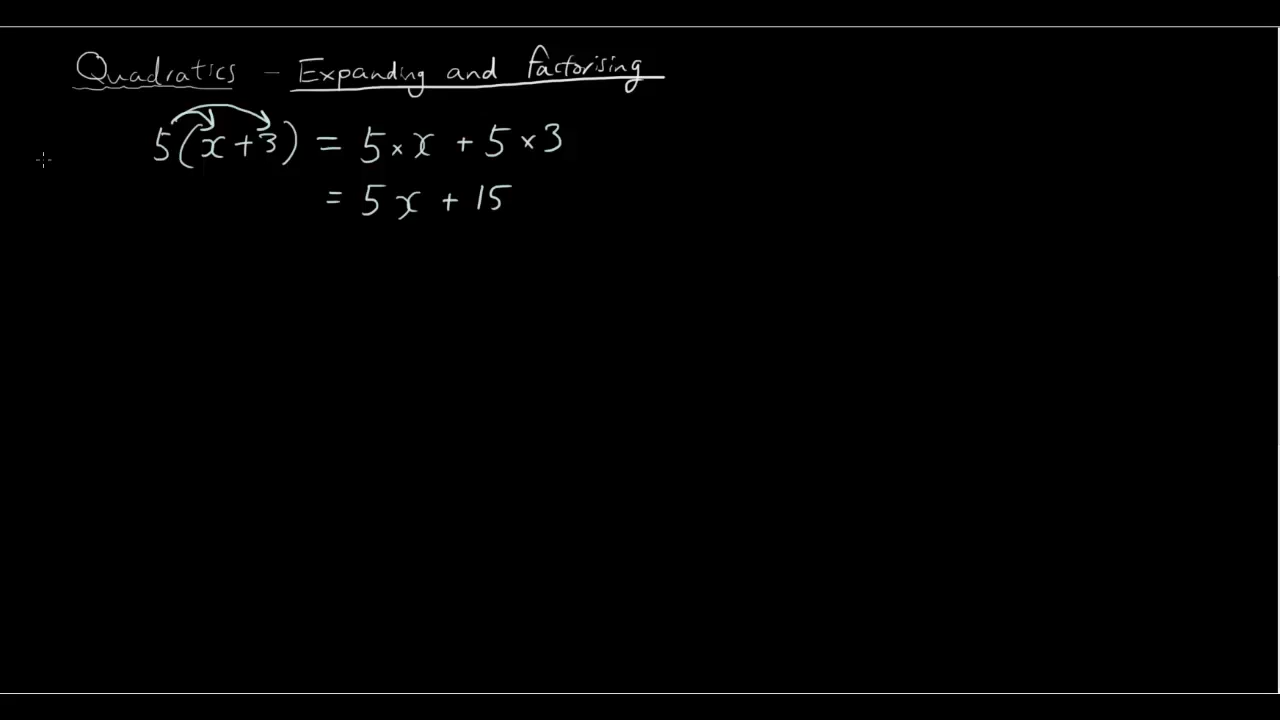 Quadratics - Expanding and Factorising
5(x+3) = 5×x + 5×3
= 5x + 15